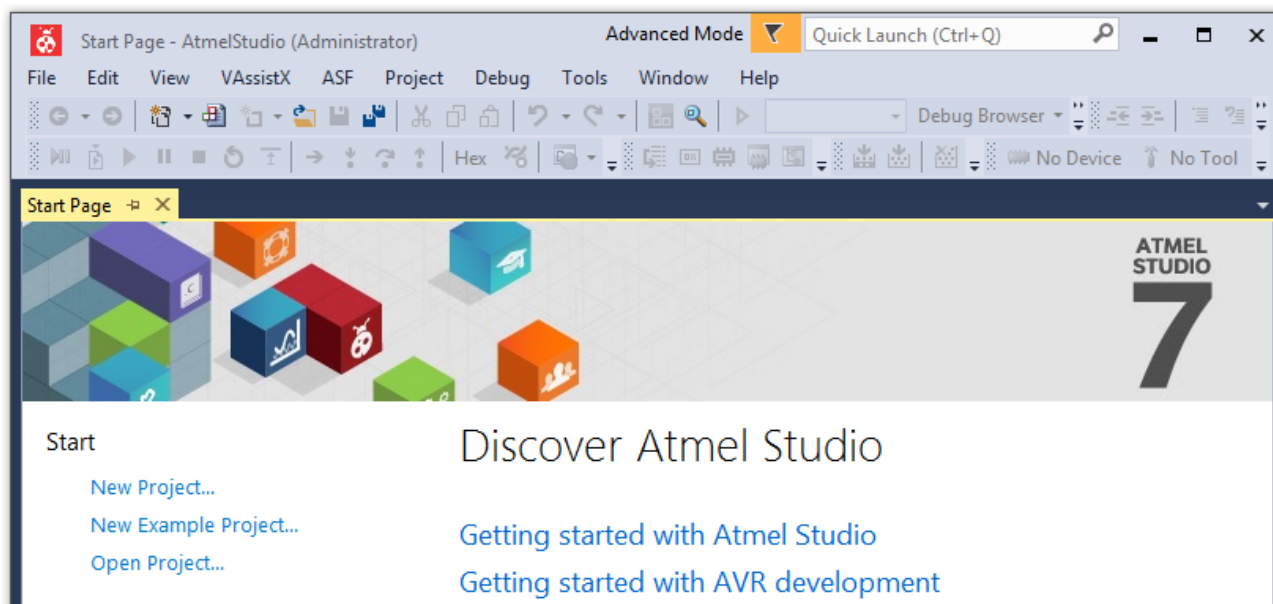 Start Page - AtmelStudio (Administrator)
Advanced Mode
Quick Launch (Ctrl+Q)
File Edit View VAssistX ASF Project Debug Tools Window Help
Debug Browser
Hex
No Device
No Tool
Start Page
ATMEL
STUDIO
7
Start
New Project...
New Example Project...
Open Project...
Discover Atmel Studio
Getting started with Atmel Studio
Getting started with AVR development